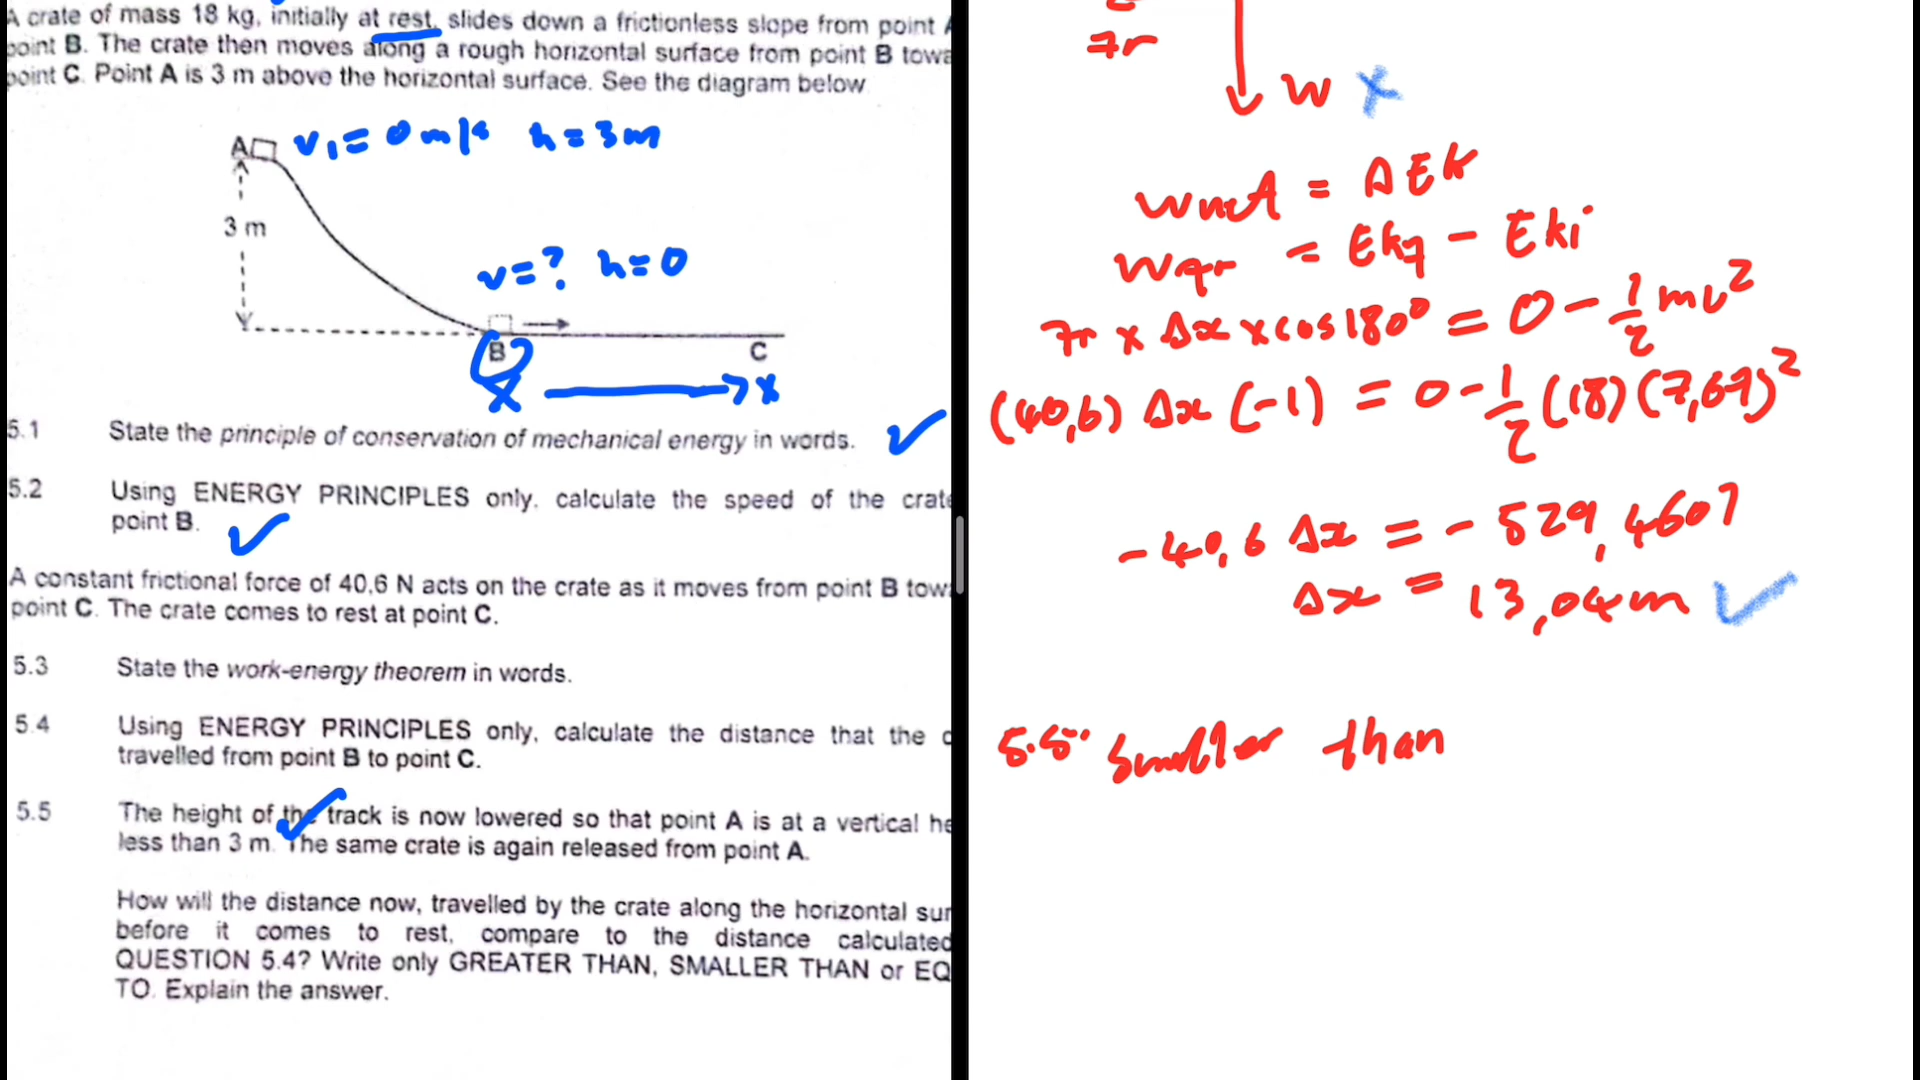 A crate of mass 18 kg, initially at rest, slides down a frictionless slope from point A
point B. The crate then moves along a rough horizontal surface from point B towa
point C. Point A is 3 m above the horizontal surface. See the diagram below
A v₁ = 0 m/s h = 3 m
3 m
v = ? h = 0
B C
x x
5.1 State the principle of conservation of mechanical energy in words.
5.2 Using ENERGY PRINCIPLES only, calculate the speed of the crate
point B.
A constant frictional force of 40,6 N acts on the crate as it moves from point B tow
point C. The crate comes to rest at point C.
5.3 State the work-energy theorem in words.
5.4 Using ENERGY PRINCIPLES only, calculate the distance that the c
travelled from point B to point C.
5.5 The height of the track is now lowered so that point A is at a vertical he
less than 3 m. The same crate is again released from point A.
How will the distance now, travelled by the crate along the horizontal sur
before it comes to rest, compare to the distance calculated
QUESTION 5.4? Write only GREATER THAN, SMALLER THAN or EQ
TO. Explain the answer.
fr
W x
Wnet = ΔEk
Wfr = Ekf - Eki
fr x Δx x cos180° = 0 - 1/2 mv²
(40,6) Δx (-1) = 0 - 1/2 (18)(7,67)²
-40,6 Δx = - 529,4607
Δx = 13,04m
5.5. Smaller than